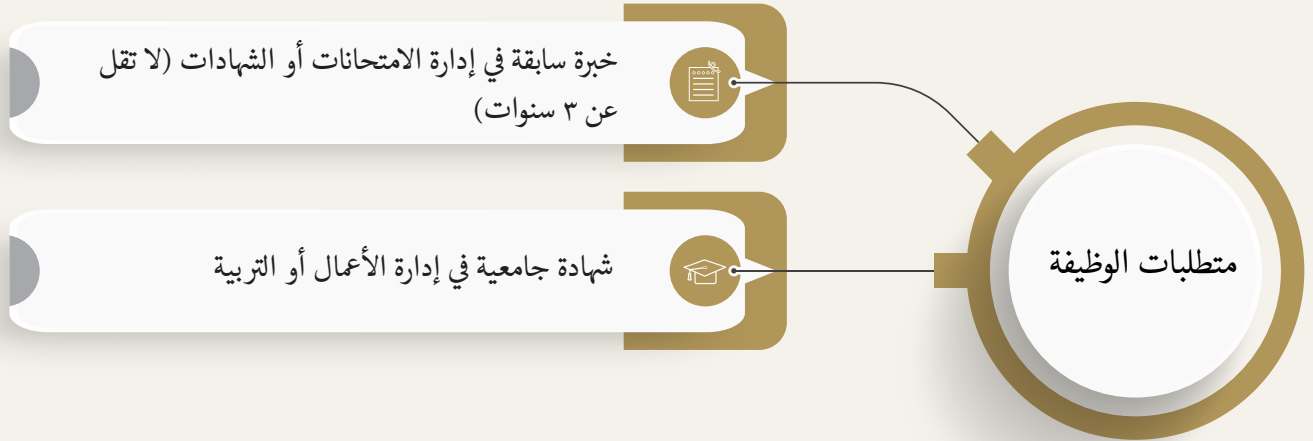 متطلبات الوظيفة
خبرة سابقة في إدارة الامتحانات أو الشهادات (لا تقل
عن ٣ سنوات)
شهادة جامعية في إدارة الأعمال أو التربية